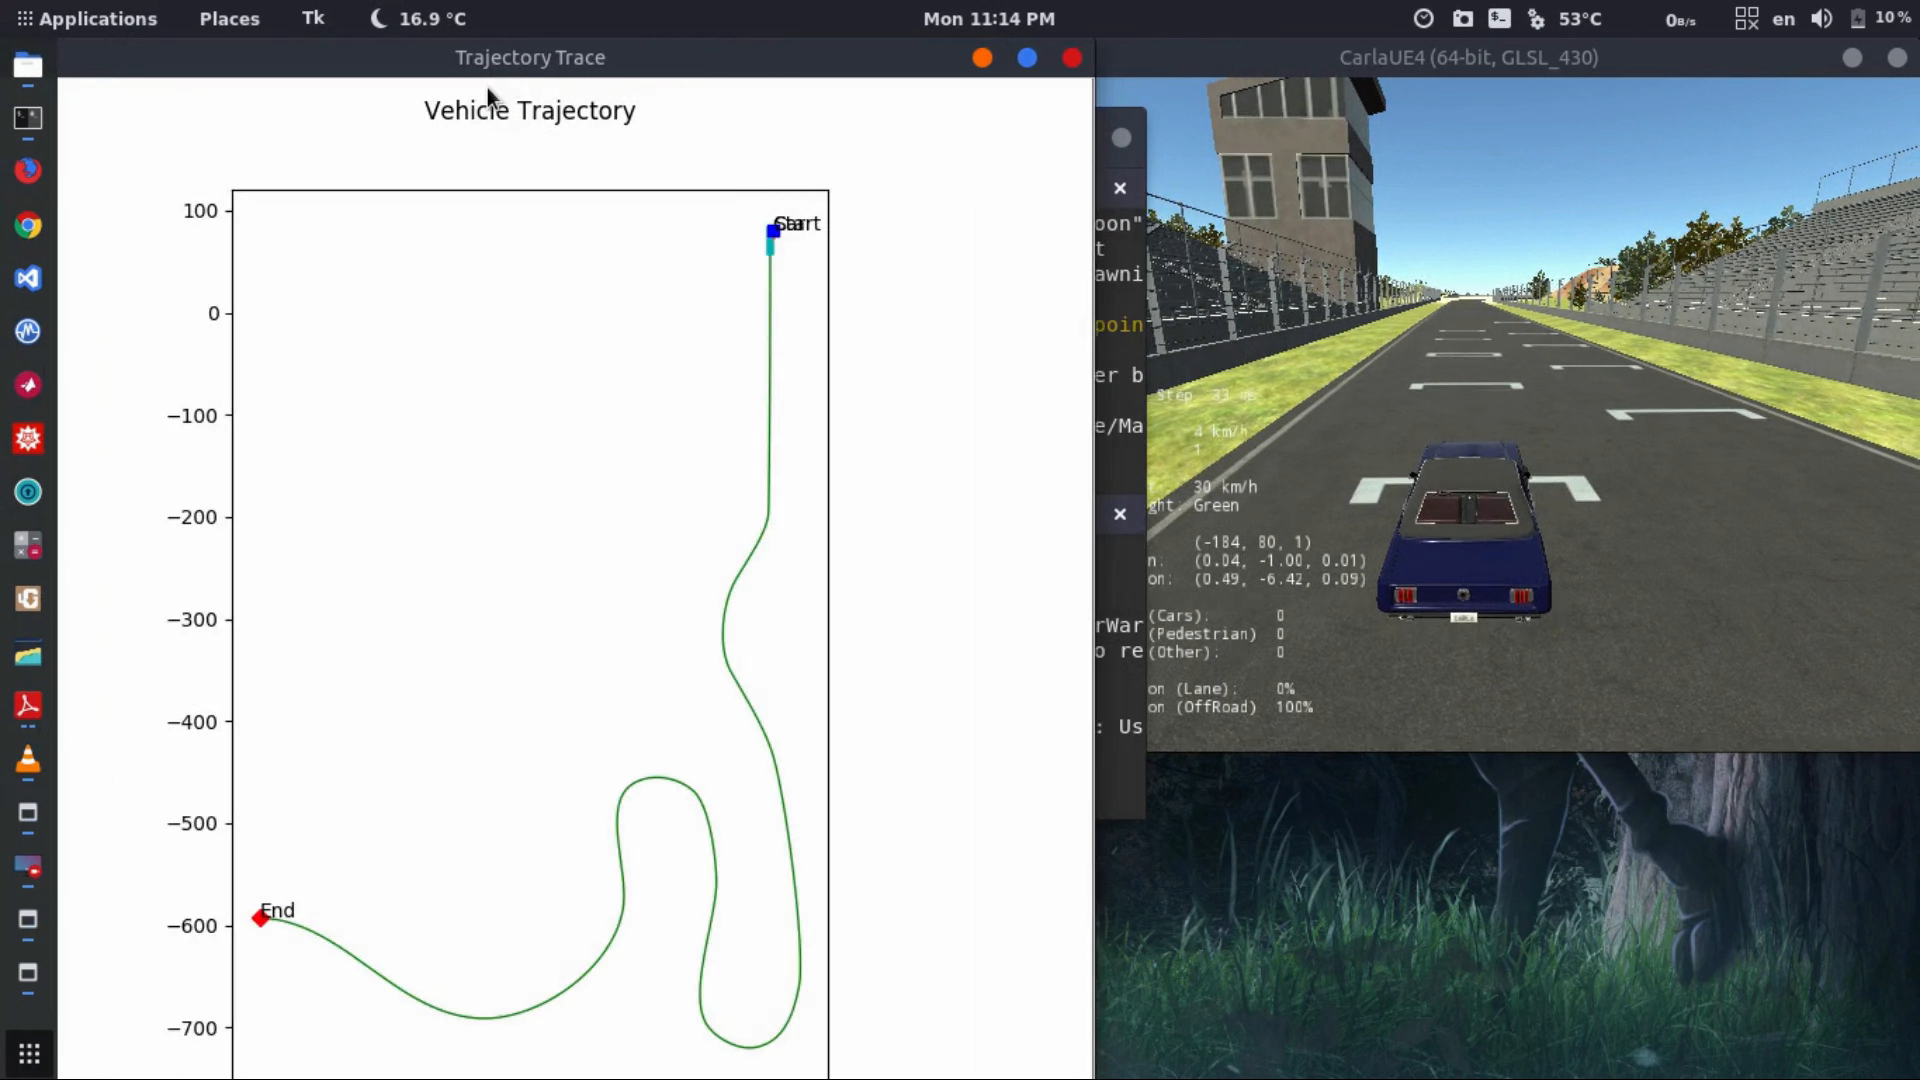 Applications Places Tk 16.9 °C Mon 11:14 PM 53°C 0B/s en 10%
Trajectory Trace
CarlaUE4 (64-bit, GLSL_430)
Vehicle Trajectory
100
0
−100
−200
−300
−400
−500
−600
−700
Start
End
oon"
t
awni
poin
er b
e/Ma
rWar
o re
: Us
Step 33 ms
4 km/h
1
30 km/h
ght: Green
(-184, 80, 1)
n: (0.04, -1.00, 0.01)
on: (0.49, -6.42, 0.09)
(Cars): 0
(Pedestrian) 0
(Other): 0
on (Lane): 0%
on (OffRoad) 100%